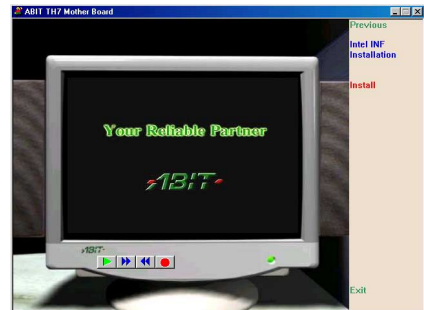 ABIT TH7 Mother Board
Previous
Intel INF
Installation
Install
Your Reliable Partner
ABIT
ABIT
Exit